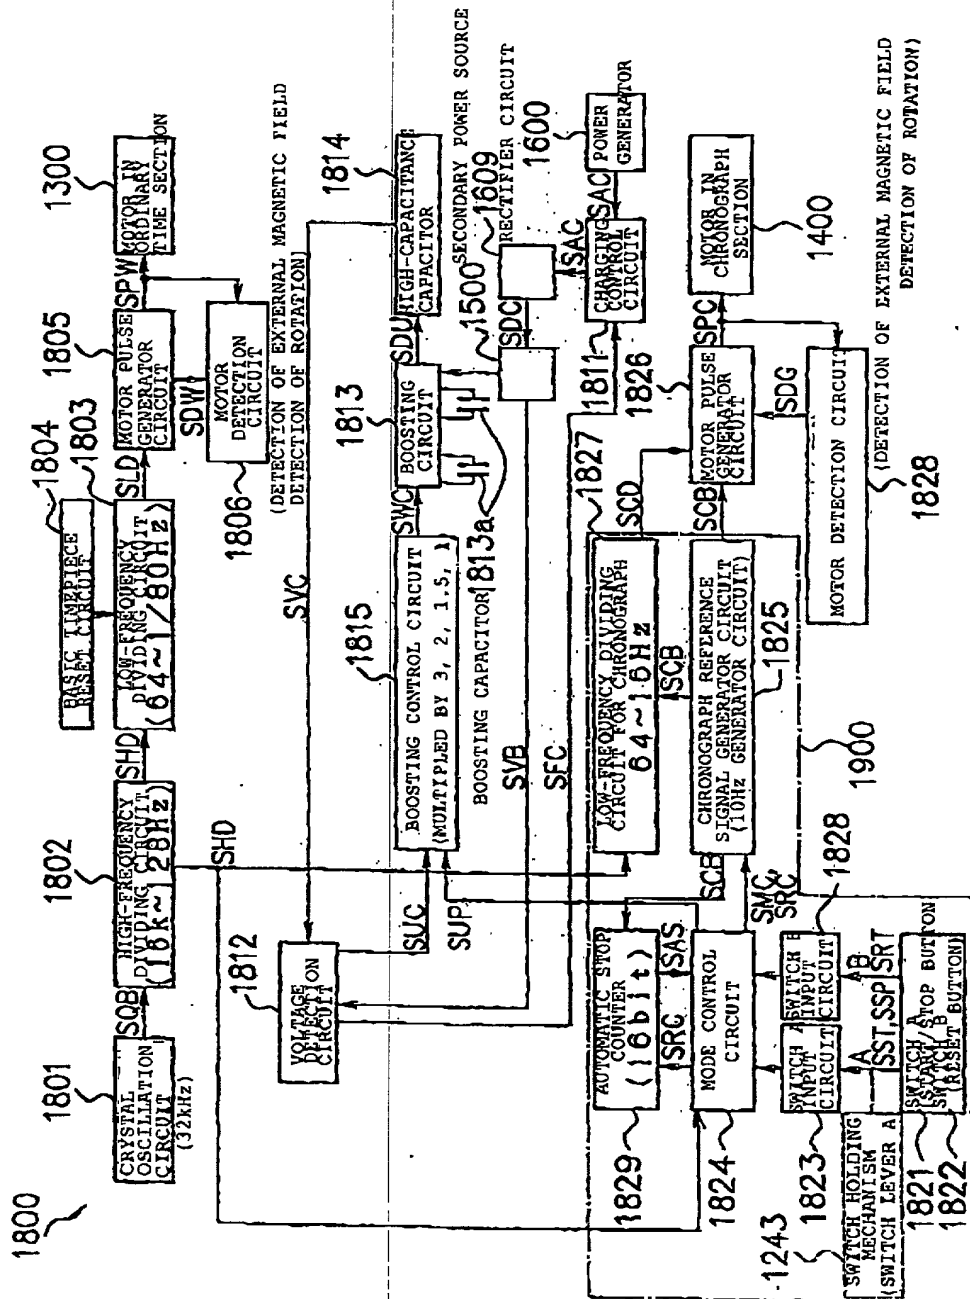 1800
1801
CRYSTAL
OSCILLATION
CIRCUIT
(32kHz)
SQB
1802
HIGH-FREQUENCY
DIVIDING CIRCUIT
(16k~128Hz)
SHD
1804
BASIC TIMEPIECE
RESET CIRCUIT
1803
LOW-FREQUENCY
DIVIDING CIRCUIT
(64~1/80Hz)
SLD
1805
MOTOR PULSE
GENERATOR
CIRCUIT
SPW
1300
MOTOR IN
ORDINARY
TIME SECTION
SDW
MOTOR
DETECTION
CIRCUIT
1806
(DETECTION OF EXTERNAL MAGNETIC FIELD
DETECTION OF ROTATION)
SHD
SVC
1812
VOLTAGE
DETECTION
CIRCUIT
SUC
SUP
1815
BOOSTING CONTROL CIRCUIT
(MULTIPLED BY 3, 2, 1.5, 1)
SWC
1813
BOOSTING
CIRCUIT
SDU
1814
HIGH-CAPACITANCE
CAPACITOR
BOOSTING CAPACITOR
1813a
SECONDARY POWER SOURCE
1500
SDC
1609
RECTIFIER CIRCUIT
SVB
SFC
SAC
1600
POWER
GENERATOR
SAC
CHARGING
CONTROL
CIRCUIT
1811
AUTOMATIC STOP
COUNTER
(16bit)
1829
SRC
SAS
SCB
LOW-FREQUENCY DIVIDING
CIRCUIT FOR CHRONOGRAPH
64~16Hz
1827
SCD
SCB
MODE CONTROL
CIRCUIT
1824
SMC,
SRC
CHRONOGRAPH REFERENCE
SIGNAL GENERATOR CIRCUIT
(10Hz GENERATOR CIRCUIT)
1825
SCB
1826
MOTOR PULSE
GENERATOR
CIRCUIT
SPC
MOTOR IN
CHRONOGRAPH
SECTION
1400
SDG
MOTOR DETECTION CIRCUIT
1828
(DETECTION OF EXTERNAL MAGNETIC FIELD
DETECTION OF ROTATION)
1823
SWITCH A
INPUT
CIRCUIT
SWITCH B
INPUT
CIRCUIT
1828
1900
A
B
SST,SSP
SRT
1243
SWITCH HOLDING
MECHANISM
(SWITCH LEVER A)
SWITCH A
(START/STOP BUTTON)
SWITCH B
(RESET BUTTON)
1821
1822